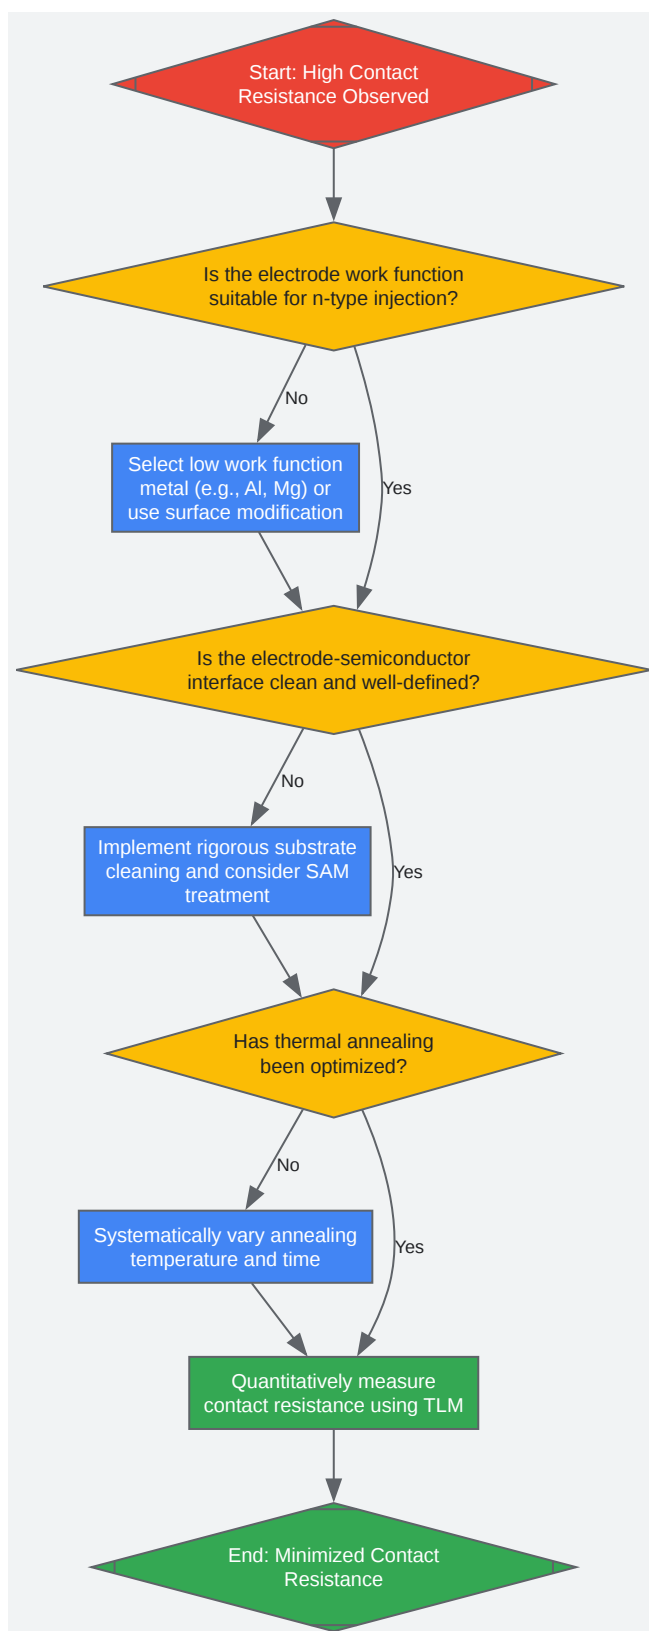 Start: High Contact
Resistance Observed
Is the electrode work function
suitable for n-type injection?
No
Select low work function
metal (e.g., Al, Mg) or
use surface modification
Yes
Is the electrode-semiconductor
interface clean and well-defined?
No
Implement rigorous substrate
cleaning and consider SAM
treatment
Yes
Has thermal annealing
been optimized?
No
Systematically vary annealing
temperature and time
Yes
Quantitatively measure
contact resistance using TLM
End: Minimized Contact
Resistance